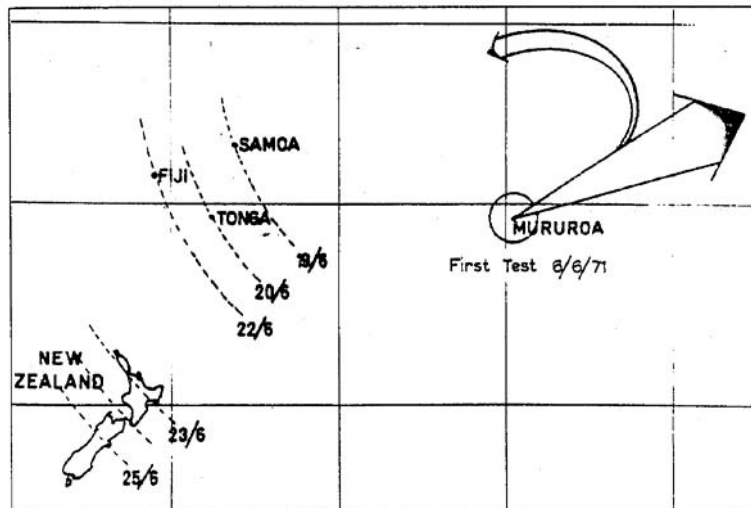 SAMOA
FIJI
TONGA
MURUROA
First Test 6/6/71
19/6
20/6
22/6
NEW
ZEALAND
23/6
25/6